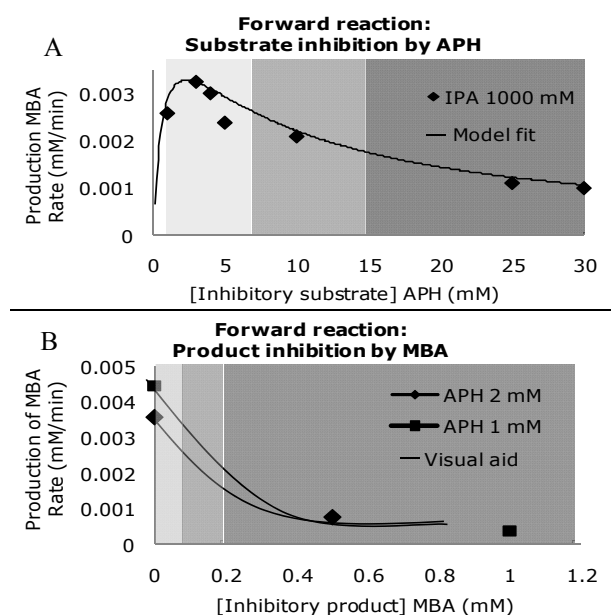 A
Forward reaction:
Substrate inhibition by APH
Production MBA
Rate (mM/min)
0.003
0.002
0.001
0
IPA 1000 mM
Model fit
0 5 10 15 20 25 30
[Inhibitory substrate] APH (mM)
B
Forward reaction:
Product inhibition by MBA
Production of MBA
Rate (mM/min)
0.005
0.004
0.003
0.002
0.001
0
APH 2 mM
APH 1 mM
Visual aid
0 0.2 0.4 0.6 0.8 1 1.2
[Inhibitory product] MBA (mM)